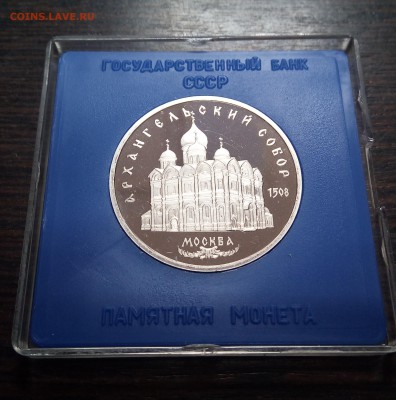 COINS.LAVE.RU
ГОСУДАРСТВЕННЫЙ БАНК
СССР
АРХАНГЕЛЬСКИЙ СОБОР
1508
МОСКВА
ПАМЯТНАЯ МОНЕТА